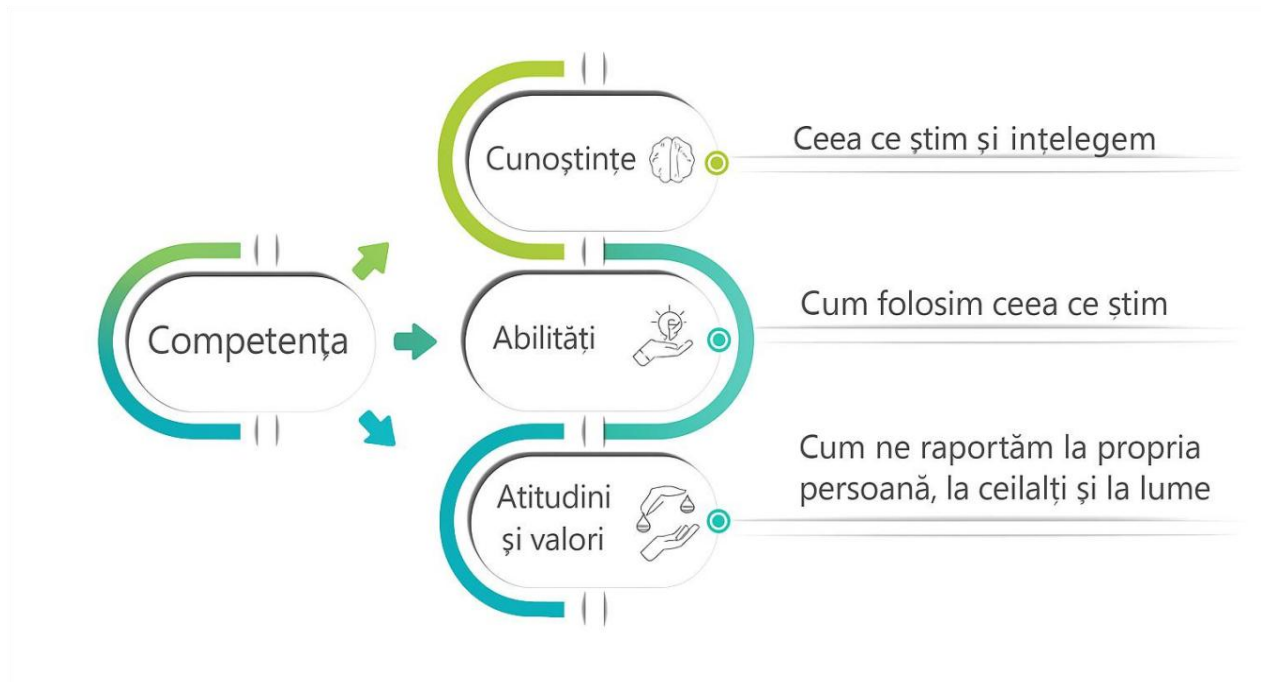 Competența
Cunoștințe
Ceea ce știm și ințelegem
Abilități
Cum folosim ceea ce știm
Atitudini
și valori
Cum ne raportăm la propria
persoană, la ceilalți și la lume